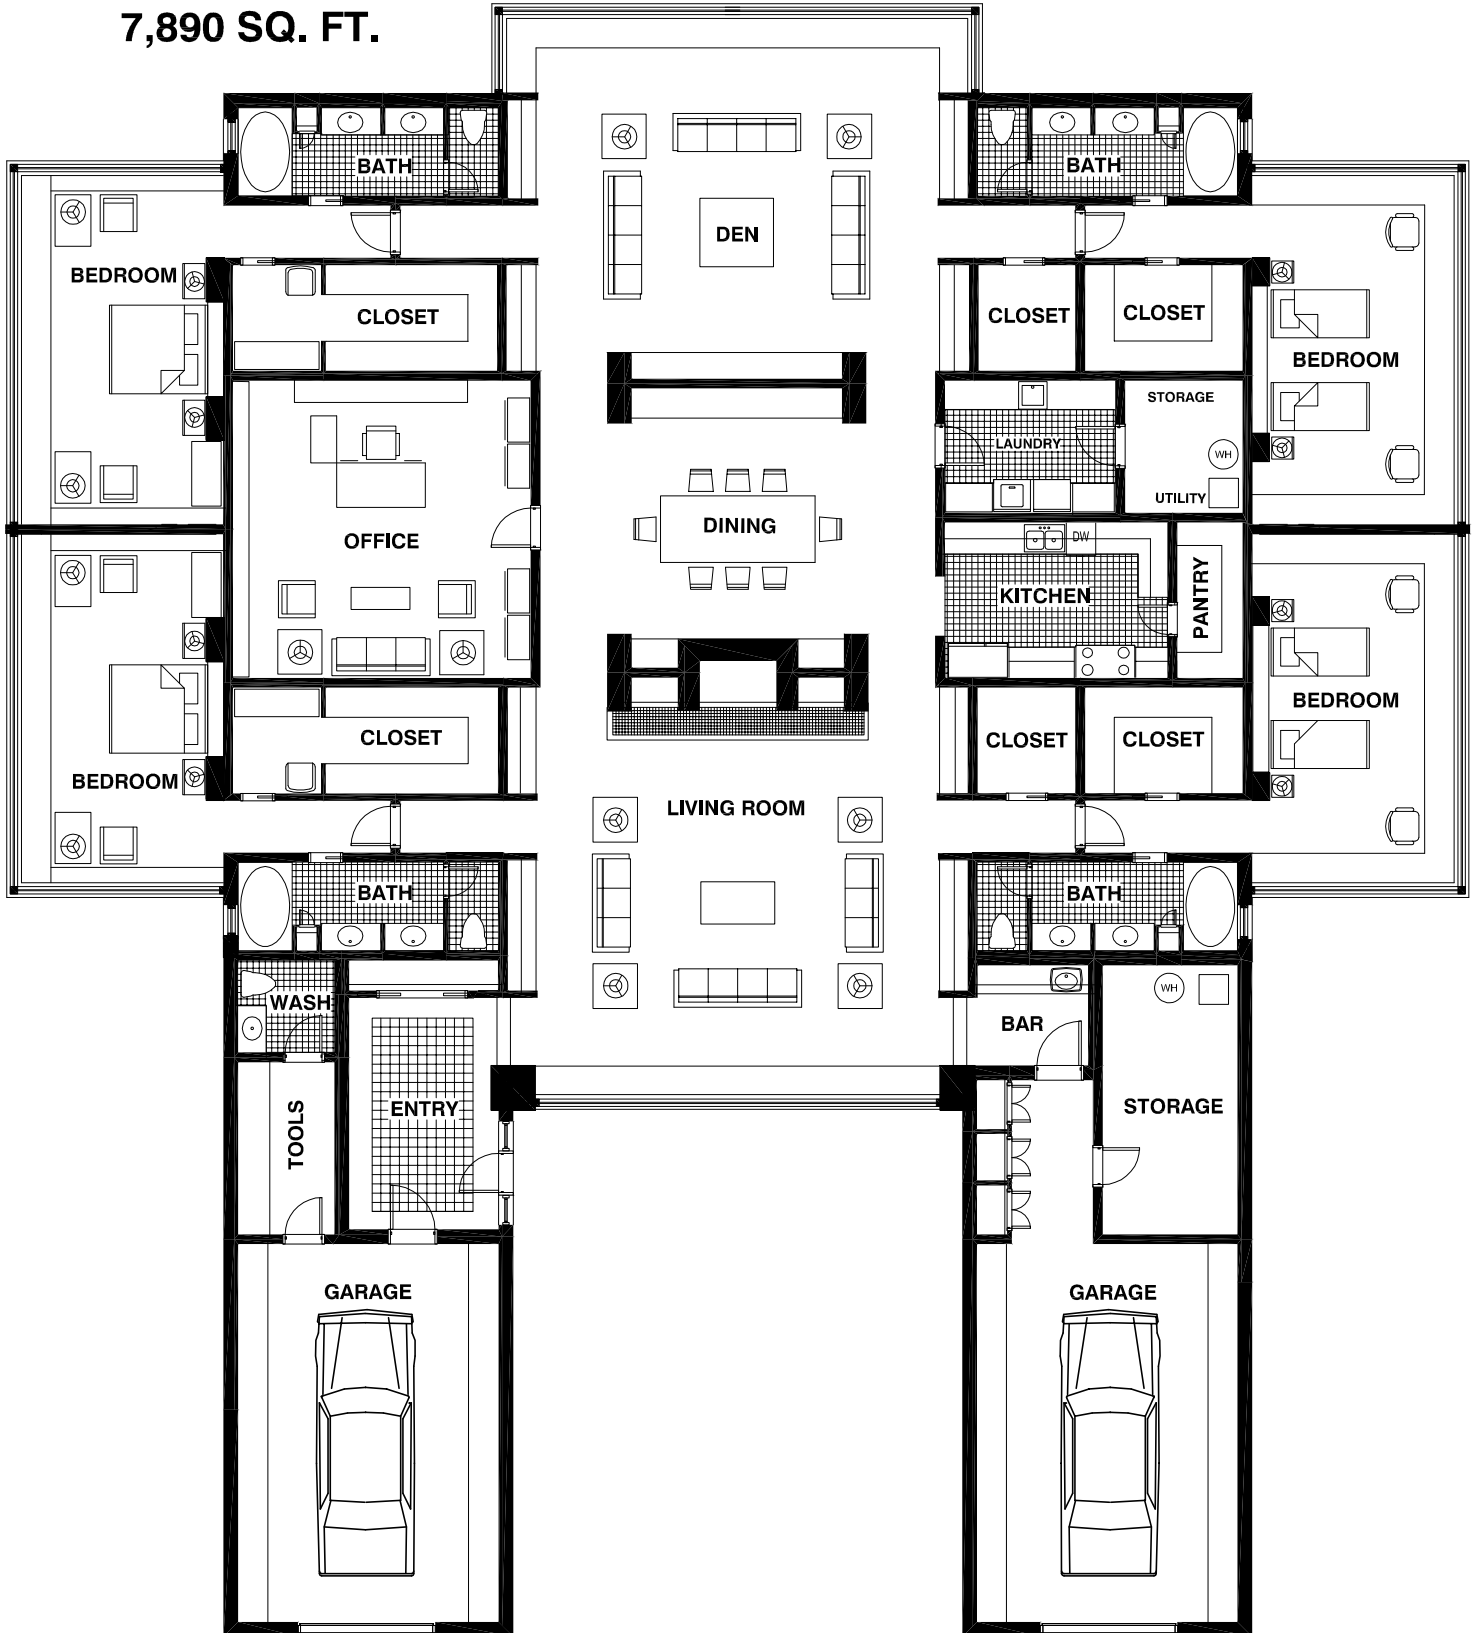 7,890 SQ. FT.
BATH
BATH
DEN
BEDROOM
CLOSET
CLOSET
CLOSET
BEDROOM
STORAGE
LAUNDRY
WH
UTILITY
DINING
OFFICE
DW
KITCHEN
PANTRY
BEDROOM
CLOSET
CLOSET
CLOSET
BEDROOM
LIVING ROOM
BATH
BATH
WASH
WH
BAR
ENTRY
STORAGE
TOOLS
GARAGE
GARAGE